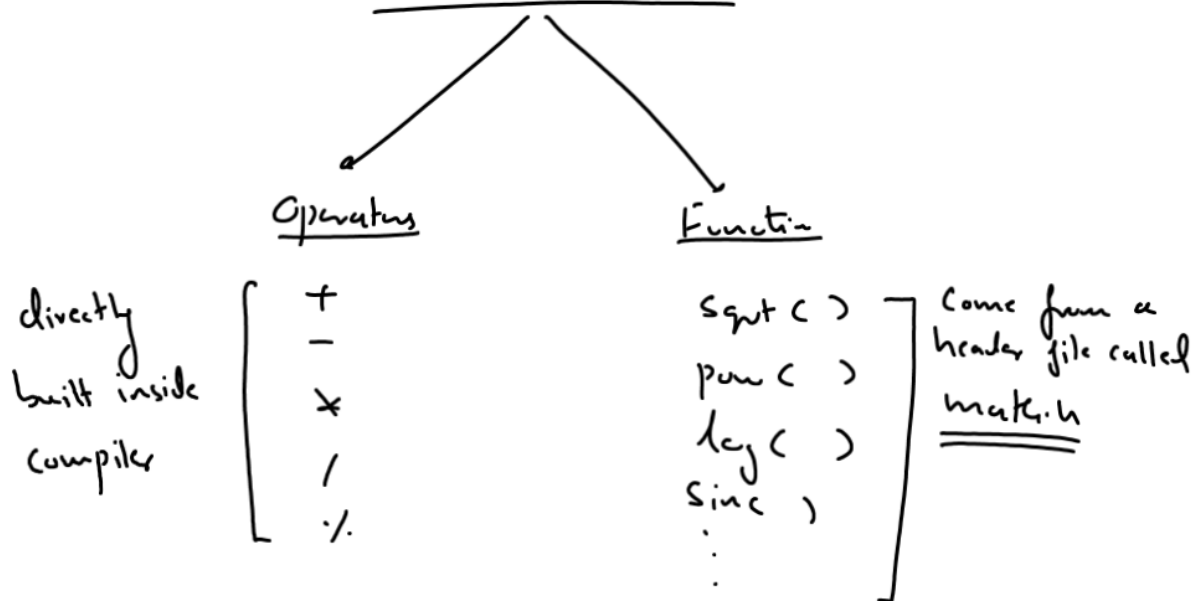 Operators
Function
directly
built inside
compiler
+
-
*
/
%
sqrt ( )
pow ( )
log ( )
sin ( )
come from a
header file called
math.h